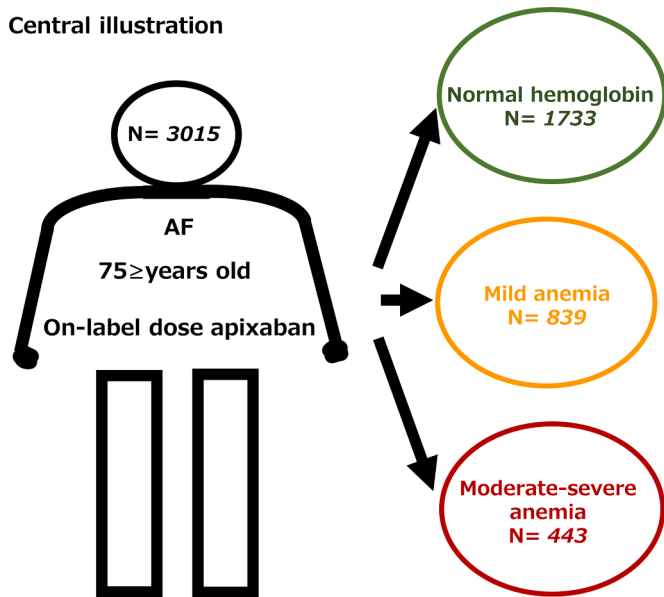 Central illustration
N= 3015
AF
75≥years old
On-label dose apixaban
Normal hemoglobin
N= 1733
Mild anemia
N= 839
Moderate-severe
anemia
N= 443